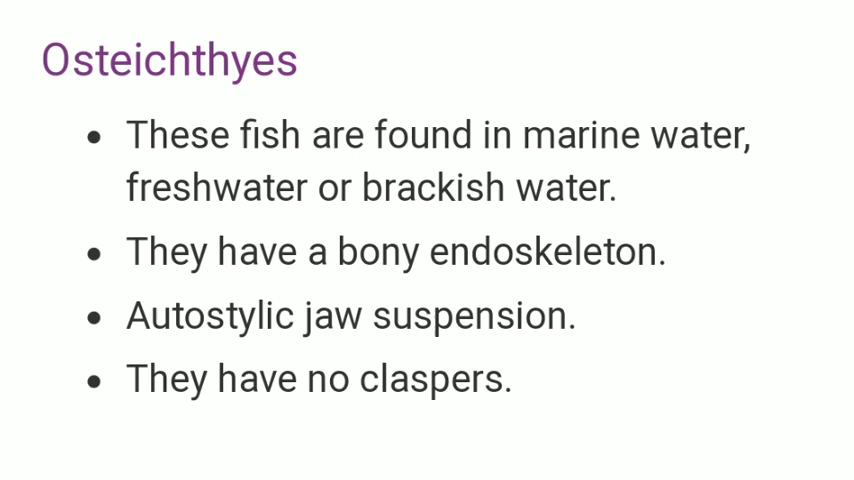 Osteichthyes
• These fish are found in marine water,
freshwater or brackish water.
• They have a bony endoskeleton.
• Autostylic jaw suspension.
• They have no claspers.